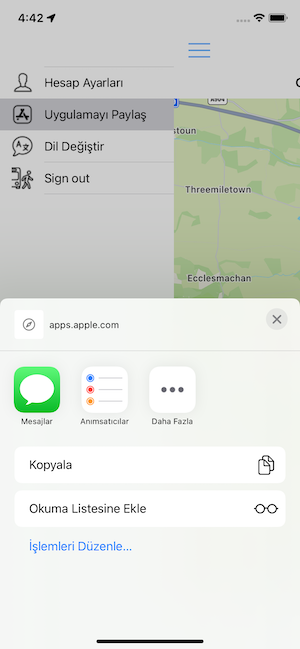 4:42
Hesap Ayarları
Uygulamayı Paylaş
Dil Değiştir
Sign out
stoun
Threemiletown
Ecclesmachan
apps.apple.com
Mesajlar
Anımsatıcılar
Daha Fazla
Kopyala
Okuma Listesine Ekle
İşlemleri Düzenle...